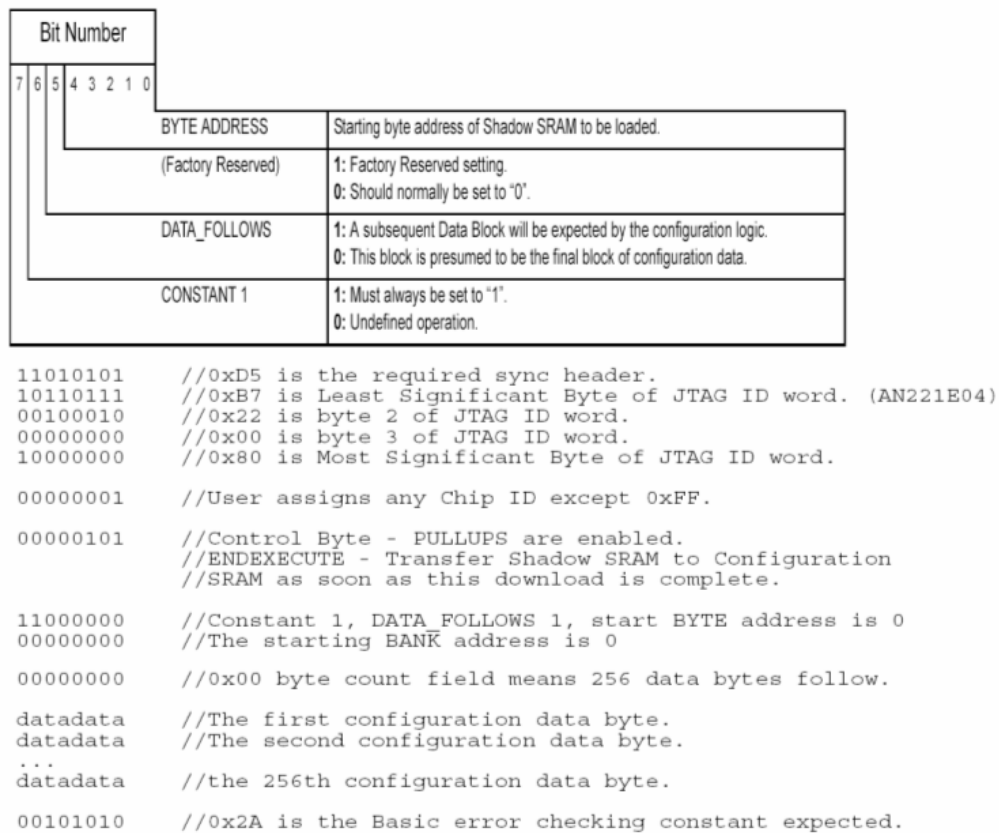 Bit Number
7 6 5 4 3 2 1 0
BYTE ADDRESS Starting byte address of Shadow SRAM to be loaded.
(Factory Reserved) 1: Factory Reserved setting.
0: Should normally be set to "0".
DATA_FOLLOWS 1: A subsequent Data Block will be expected by the configuration logic.
0: This block is presumed to be the final block of configuration data.
CONSTANT 1 1: Must always be set to "1".
0: Undefined operation.
11010101 //0xD5 is the required sync header.
10110111 //0xB7 is Least Significant Byte of JTAG ID word. (AN221E04)
00100010 //0x22 is byte 2 of JTAG ID word.
00000000 //0x00 is byte 3 of JTAG ID word.
10000000 //0x80 is Most Significant Byte of JTAG ID word.
00000001 //User assigns any Chip ID except 0xFF.
00000101 //Control Byte - PULLUPS are enabled.
//ENDEXECUTE - Transfer Shadow SRAM to Configuration
//SRAM as soon as this download is complete.
11000000 //Constant 1, DATA_FOLLOWS 1, start BYTE address is 0
00000000 //The starting BANK address is 0
00000000 //0x00 byte count field means 256 data bytes follow.
datadata //The first configuration data byte.
datadata //The second configuration data byte.
...
datadata //the 256th configuration data byte.
00101010 //0x2A is the Basic error checking constant expected.